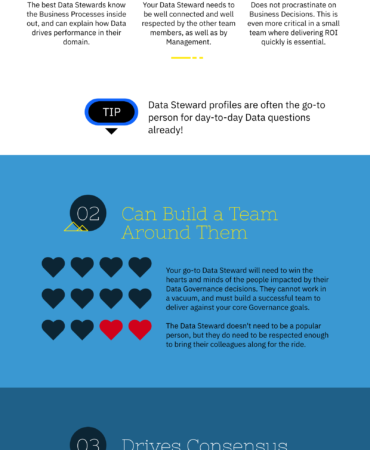 The best Data Stewards know
the Business Processes inside
out, and can explain how Data
drives performance in their
domain.
Your Data Steward needs to
be well connected and well
respected by the other team
members, as well as by
Management.
Does not procrastinate on
Business Decisions. This is
even more critical in a small
team where delivering ROI
quickly is essential.
TIP
Data Steward profiles are often the go-to
person for day-to-day Data questions
already!
02
Can Build a Team
Around Them
Your go-to Data Steward will need to win the
hearts and minds of the people impacted by their
Data Governance decisions. They cannot work in
a vacuum, and must build a successful team to
deliver against your core Governance goals.
The Data Steward doesn't need to be a popular
person, but they do need to be respected enough
to bring their colleagues along for the ride.
03
Drives Consensus